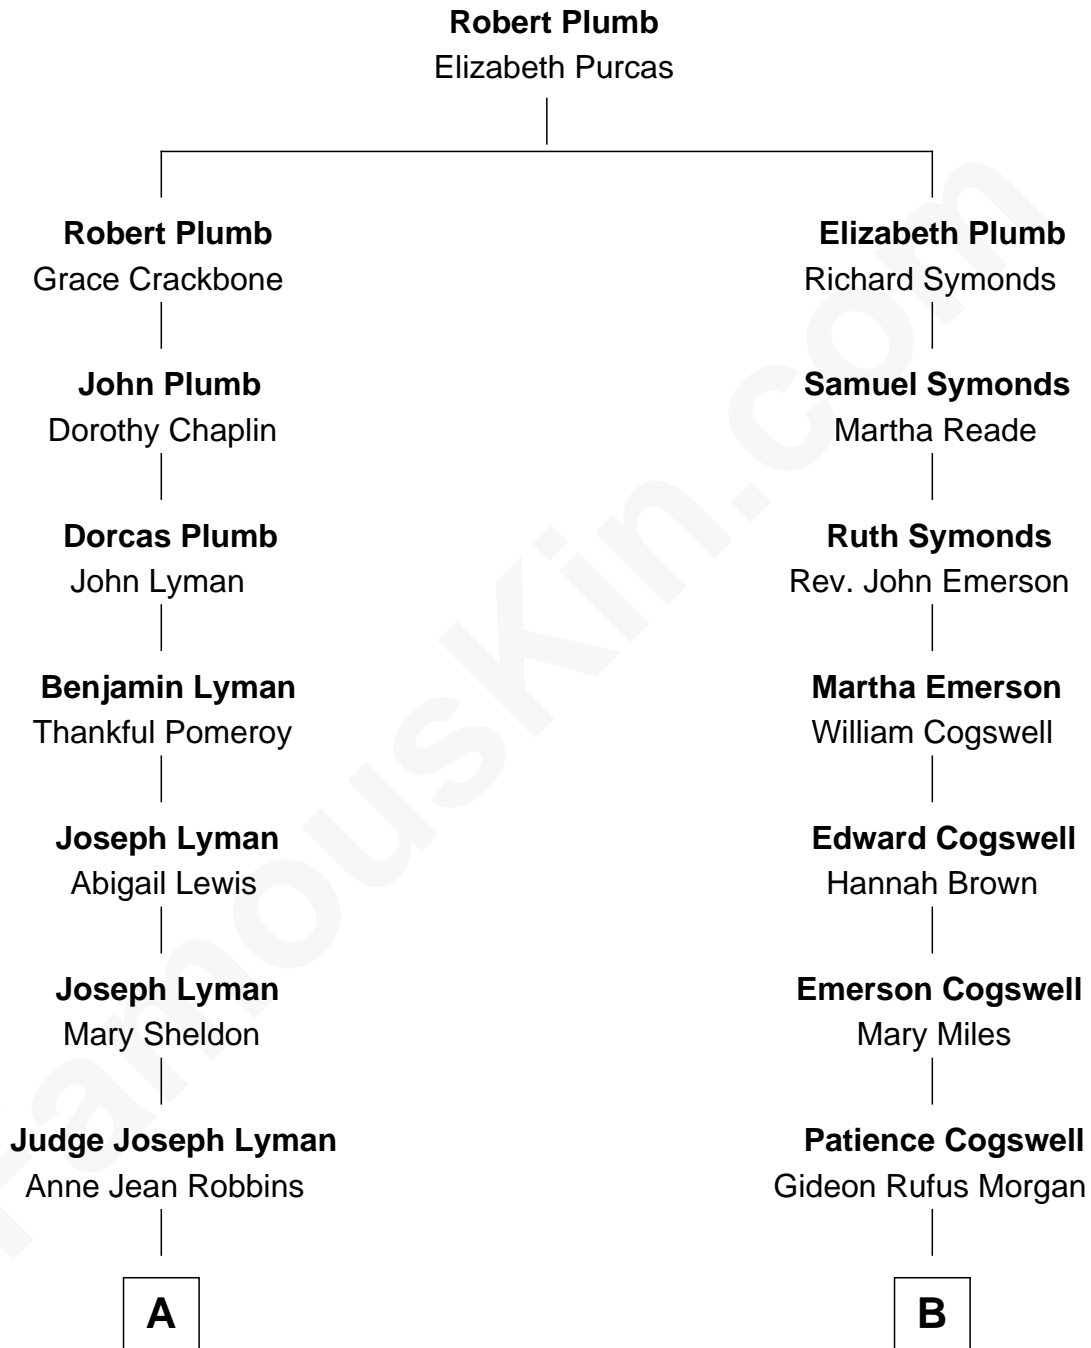 Robert Plumb
Elizabeth Purcas
Robert Plumb
Grace Crackbone
Elizabeth Plumb
Richard Symonds
John Plumb
Dorothy Chaplin
Samuel Symonds
Martha Reade
Dorcas Plumb
John Lyman
Ruth Symonds
Rev. John Emerson
Benjamin Lyman
Thankful Pomeroy
Martha Emerson
William Cogswell
Joseph Lyman
Abigail Lewis
Edward Cogswell
Hannah Brown
Joseph Lyman
Mary Sheldon
Emerson Cogswell
Mary Miles
Judge Joseph Lyman
Anne Jean Robbins
Patience Cogswell
Gideon Rufus Morgan
A
B
FamousKin.com